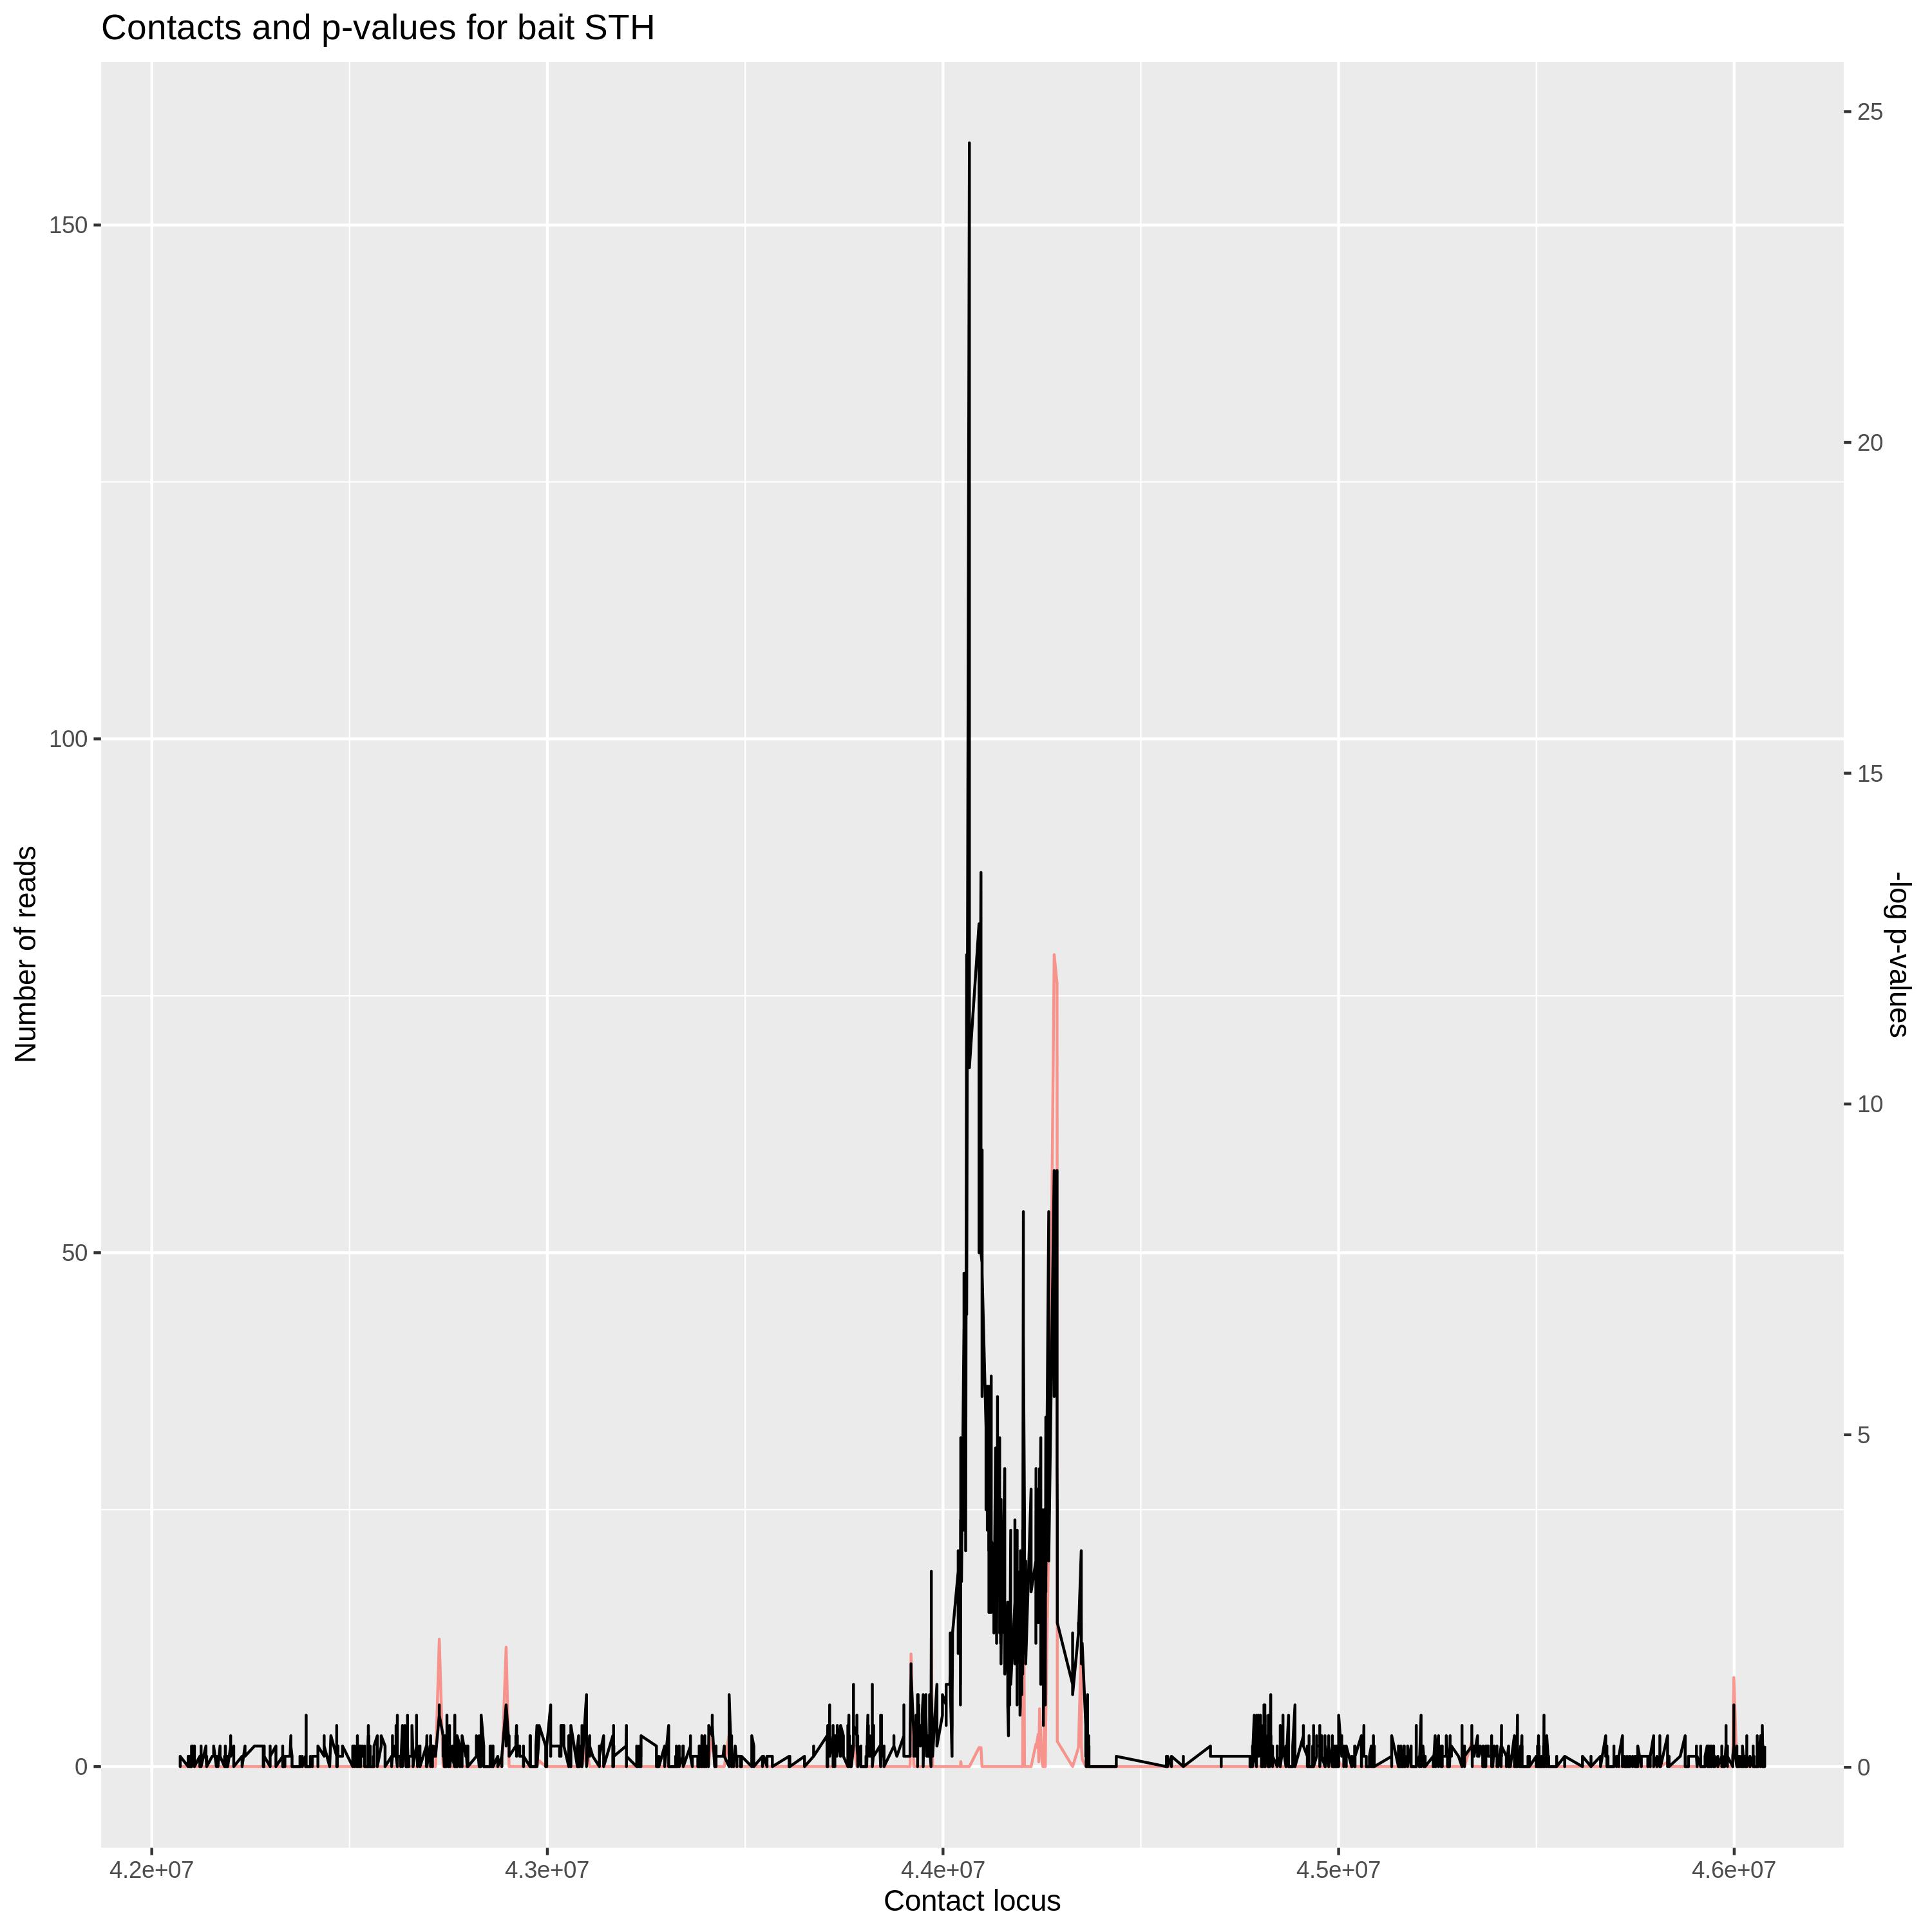 Contacts and p-values for bait STH
150
100
50
0
25
20
15
10
5
0
Number of reads
-log p-values
4.2e+07
4.3e+07
4.4e+07
4.5e+07
4.6e+07
Contact locus